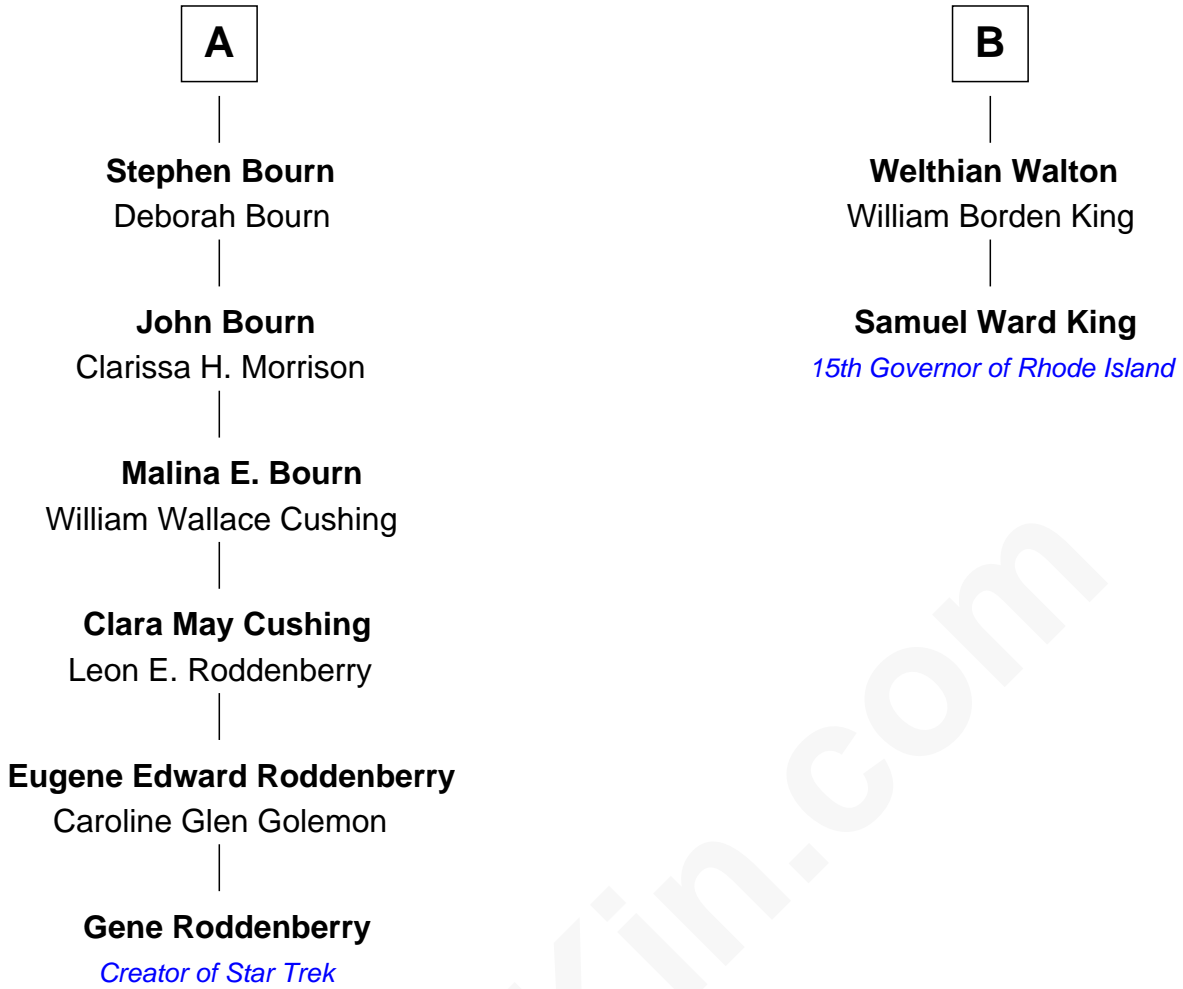 A
B
Stephen Bourn
Deborah Bourn
Welthian Walton
William Borden King
John Bourn
Clarissa H. Morrison
Samuel Ward King
15th Governor of Rhode Island
Malina E. Bourn
William Wallace Cushing
Clara May Cushing
Leon E. Roddenberry
Eugene Edward Roddenberry
Caroline Glen Golemon
Gene Roddenberry
Creator of Star Trek
Kin.com